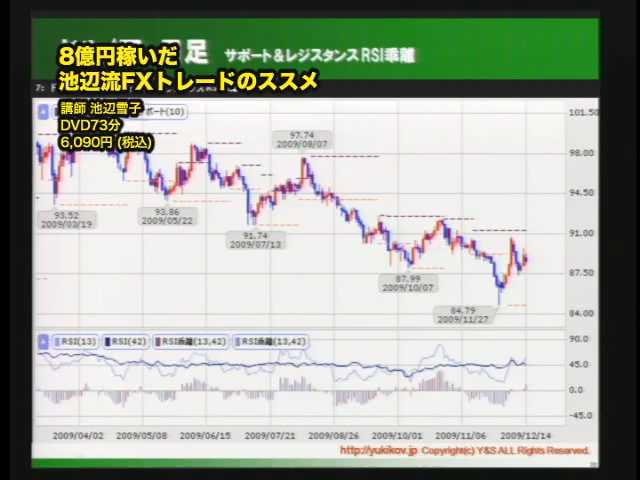 足 サポート&レジスタンスRSI乖離
8億円稼いだ
池辺流FXトレードのススメ
講師 池辺雪子
DVD73分
6,090円 (税込)
ポート(10)
101.50
98.00
94.50
91.00
87.50
84.00
97.74
2009/08/07
93.52
2009/03/19
93.86
2009/05/22
91.74
2009/07/13
87.99
2009/10/07
84.79
2009/11/27
RSI(13) RSI(42) RSI乖離(13,42) RSI乖離(13,42)
90.0
45.0
0.0
-45.0
2009/04/02 2009/05/08 2009/06/15 2009/07/21 2009/08/26 2009/10/01 2009/11/06 2009/12/14
http://yukikov.jp Copyright(c) Y&S ALL Rights Reserved.